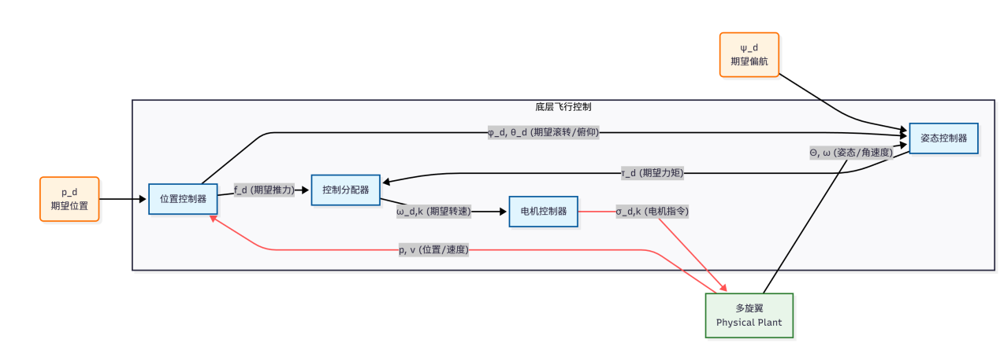 ψ_d
期望偏航
底层飞行控制
φ_d, θ_d (期望滚转/俯仰)
姿态控制器
Θ, ω (姿态/角速度)
τ_d (期望力矩)
p_d
期望位置
位置控制器
f_d (期望推力)
控制分配器
ω_d,k (期望转速)
电机控制器
σ_d,k (电机指令)
p, v (位置/速度)
多旋翼
Physical Plant